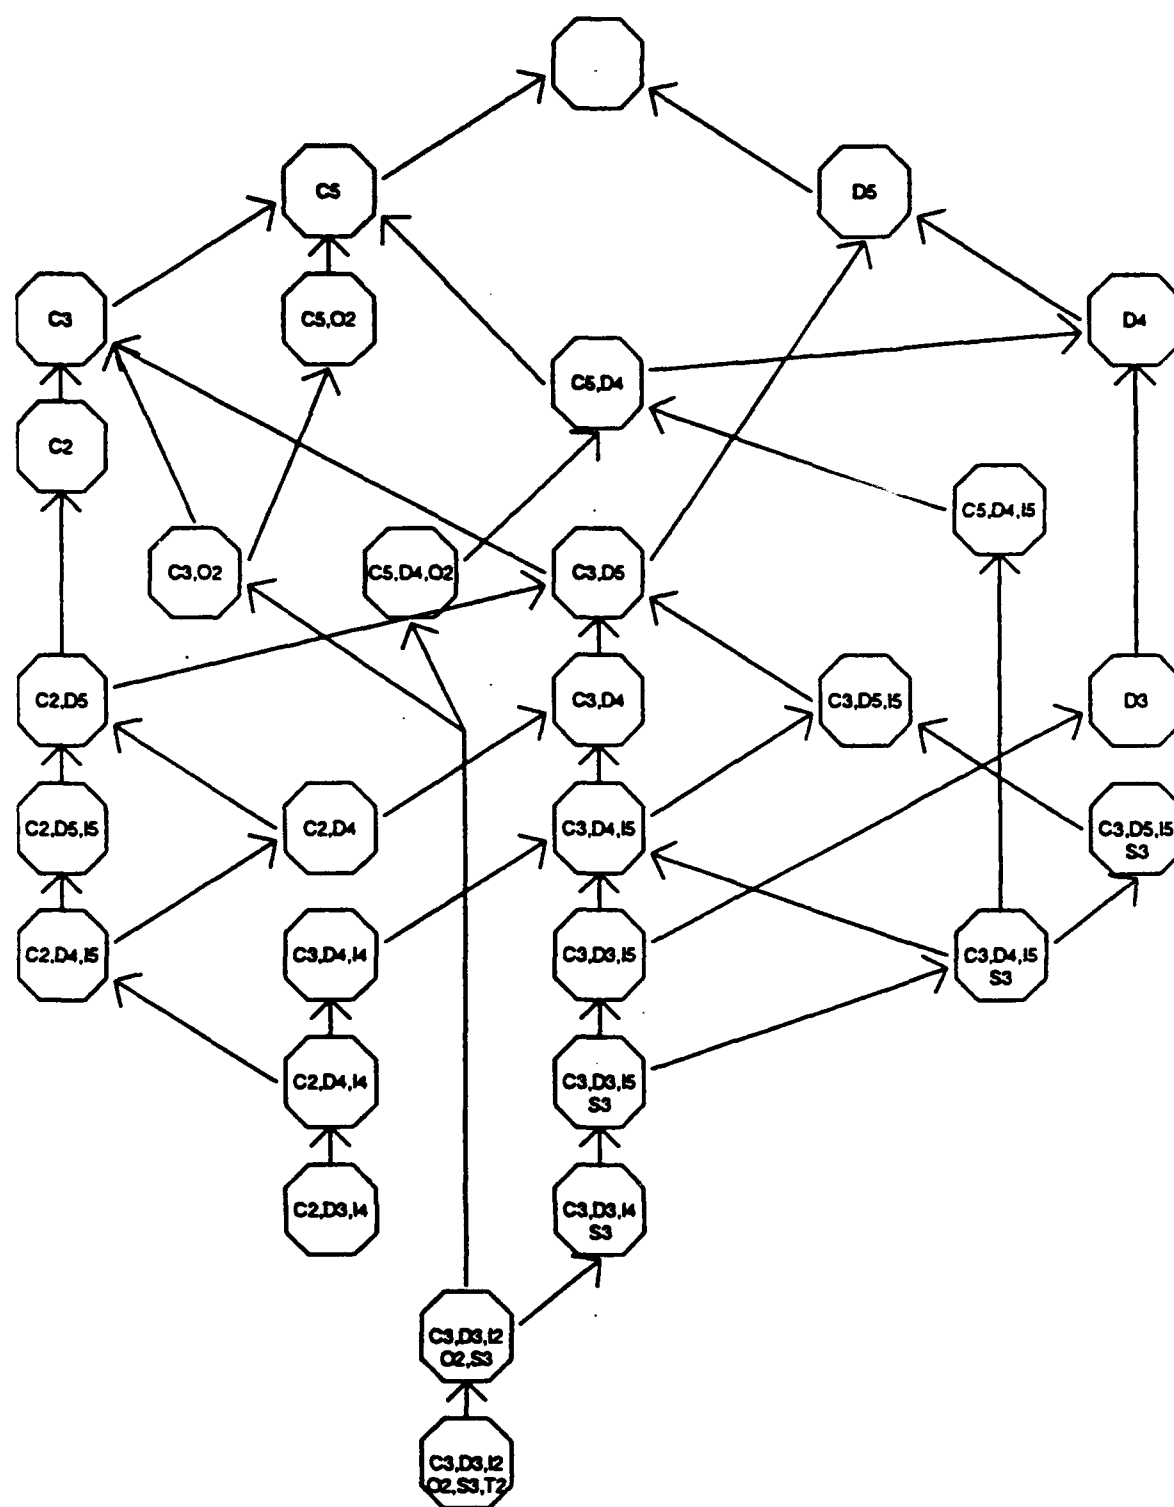 C5
D5
C3
C5,O2
D4
C5,D4
C2
C5,D4,I5
C3,O2
C5,D4,O2
C3,D5
C2,D5
C3,D4
C3,D5,I5
D3
C2,D5,I5
C2,D4
C3,D4,I5
C3,D5,I5
S3
C2,D4,I5
C3,D4,I4
C3,D3,I5
C3,D4,I5
S3
C2,D4,I4
C3,D3,I5
S3
C2,D3,I4
C3,D3,I4
S3
C3,D3,I2
O2,S3
C3,D3,I2
O2,S3,T2